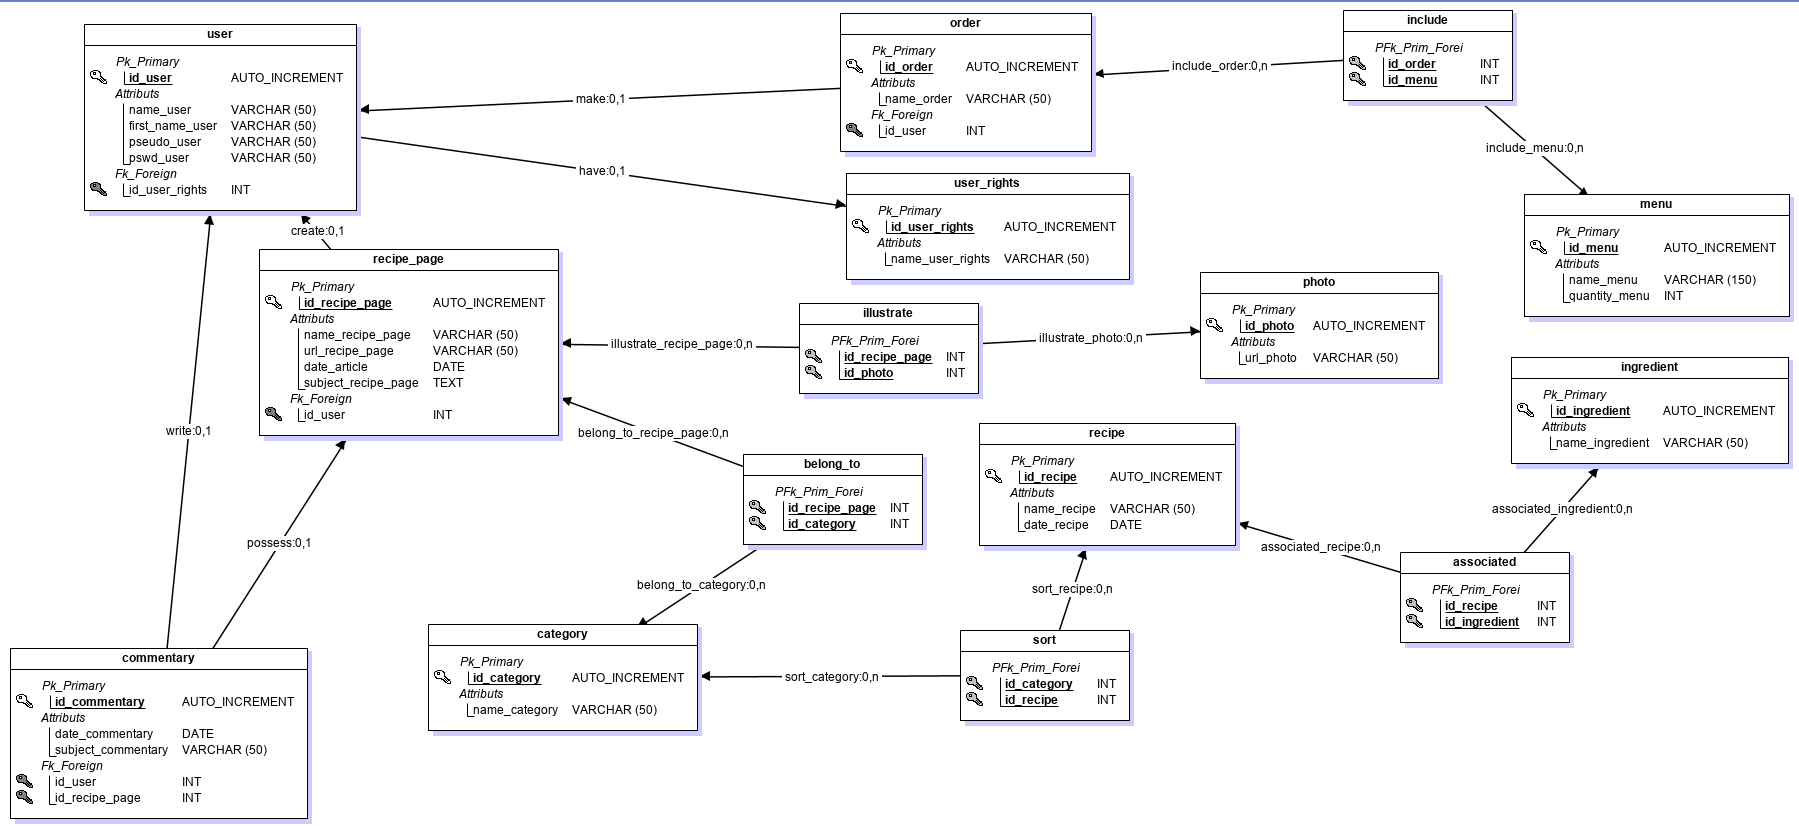 user
Pk_Primary
id_user AUTO_INCREMENT
Attributs
name_user VARCHAR (50)
first_name_user VARCHAR (50)
pseudo_user VARCHAR (50)
pswd_user VARCHAR (50)
Fk_Foreign
id_user_rights INT
make:0,1
have:0,1
order
Pk_Primary
id_order AUTO_INCREMENT
Attributs
name_order VARCHAR (50)
Fk_Foreign
id_user INT
include_order:0,n
include
PFk_Prim_Forei
id_order INT
id_menu INT
include_menu:0,n
user_rights
Pk_Primary
id_user_rights AUTO_INCREMENT
Attributs
name_user_rights VARCHAR (50)
menu
Pk_Primary
id_menu AUTO_INCREMENT
Attributs
name_menu VARCHAR (150)
quantity_menu INT
create:0,1
recipe_page
Pk_Primary
id_recipe_page AUTO_INCREMENT
Attributs
name_recipe_page VARCHAR (50)
url_recipe_page VARCHAR (50)
date_article DATE
subject_recipe_page TEXT
Fk_Foreign
id_user INT
illustrate_recipe_page:0,n
illustrate
PFk_Prim_Forei
id_recipe_page INT
id_photo INT
illustrate_photo:0,n
photo
Pk_Primary
id_photo AUTO_INCREMENT
Attributs
url_photo VARCHAR (50)
ingredient
Pk_Primary
id_ingredient AUTO_INCREMENT
Attributs
name_ingredient VARCHAR (50)
write:0,1
belong_to_recipe_page:0,n
belong_to
PFk_Prim_Forei
id_recipe_page INT
id_category INT
recipe
Pk_Primary
id_recipe AUTO_INCREMENT
Attributs
name_recipe VARCHAR (50)
date_recipe DATE
associated_ingredient:0,n
possess:0,1
associated_recipe:0,n
associated
PFk_Prim_Forei
id_recipe INT
id_ingredient INT
belong_to_category:0,n
sort_recipe:0,n
category
Pk_Primary
id_category AUTO_INCREMENT
Attributs
name_category VARCHAR (50)
sort_category:0,n
sort
PFk_Prim_Forei
id_category INT
id_recipe INT
commentary
Pk_Primary
id_commentary AUTO_INCREMENT
Attributs
date_commentary DATE
subject_commentary VARCHAR (50)
Fk_Foreign
id_user INT
id_recipe_page INT